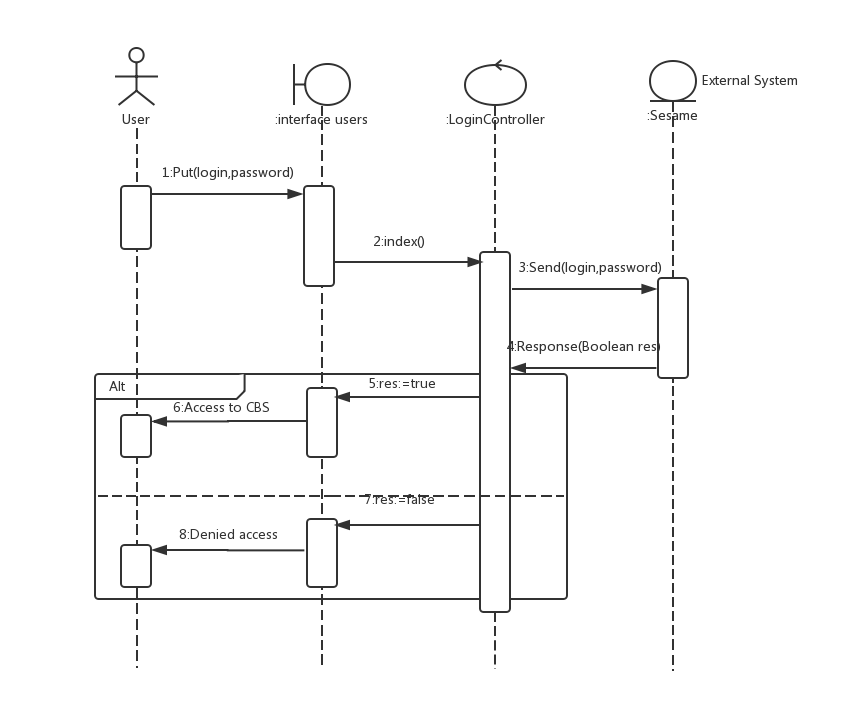 External System
User
:interface users
:LoginController
:Sesame
1:Put(login,password)
2:index()
3:Send(login,password)
4:Response(Boolean res)
Alt
5:res:=true
6:Access to CBS
7:res:=false
8:Denied access